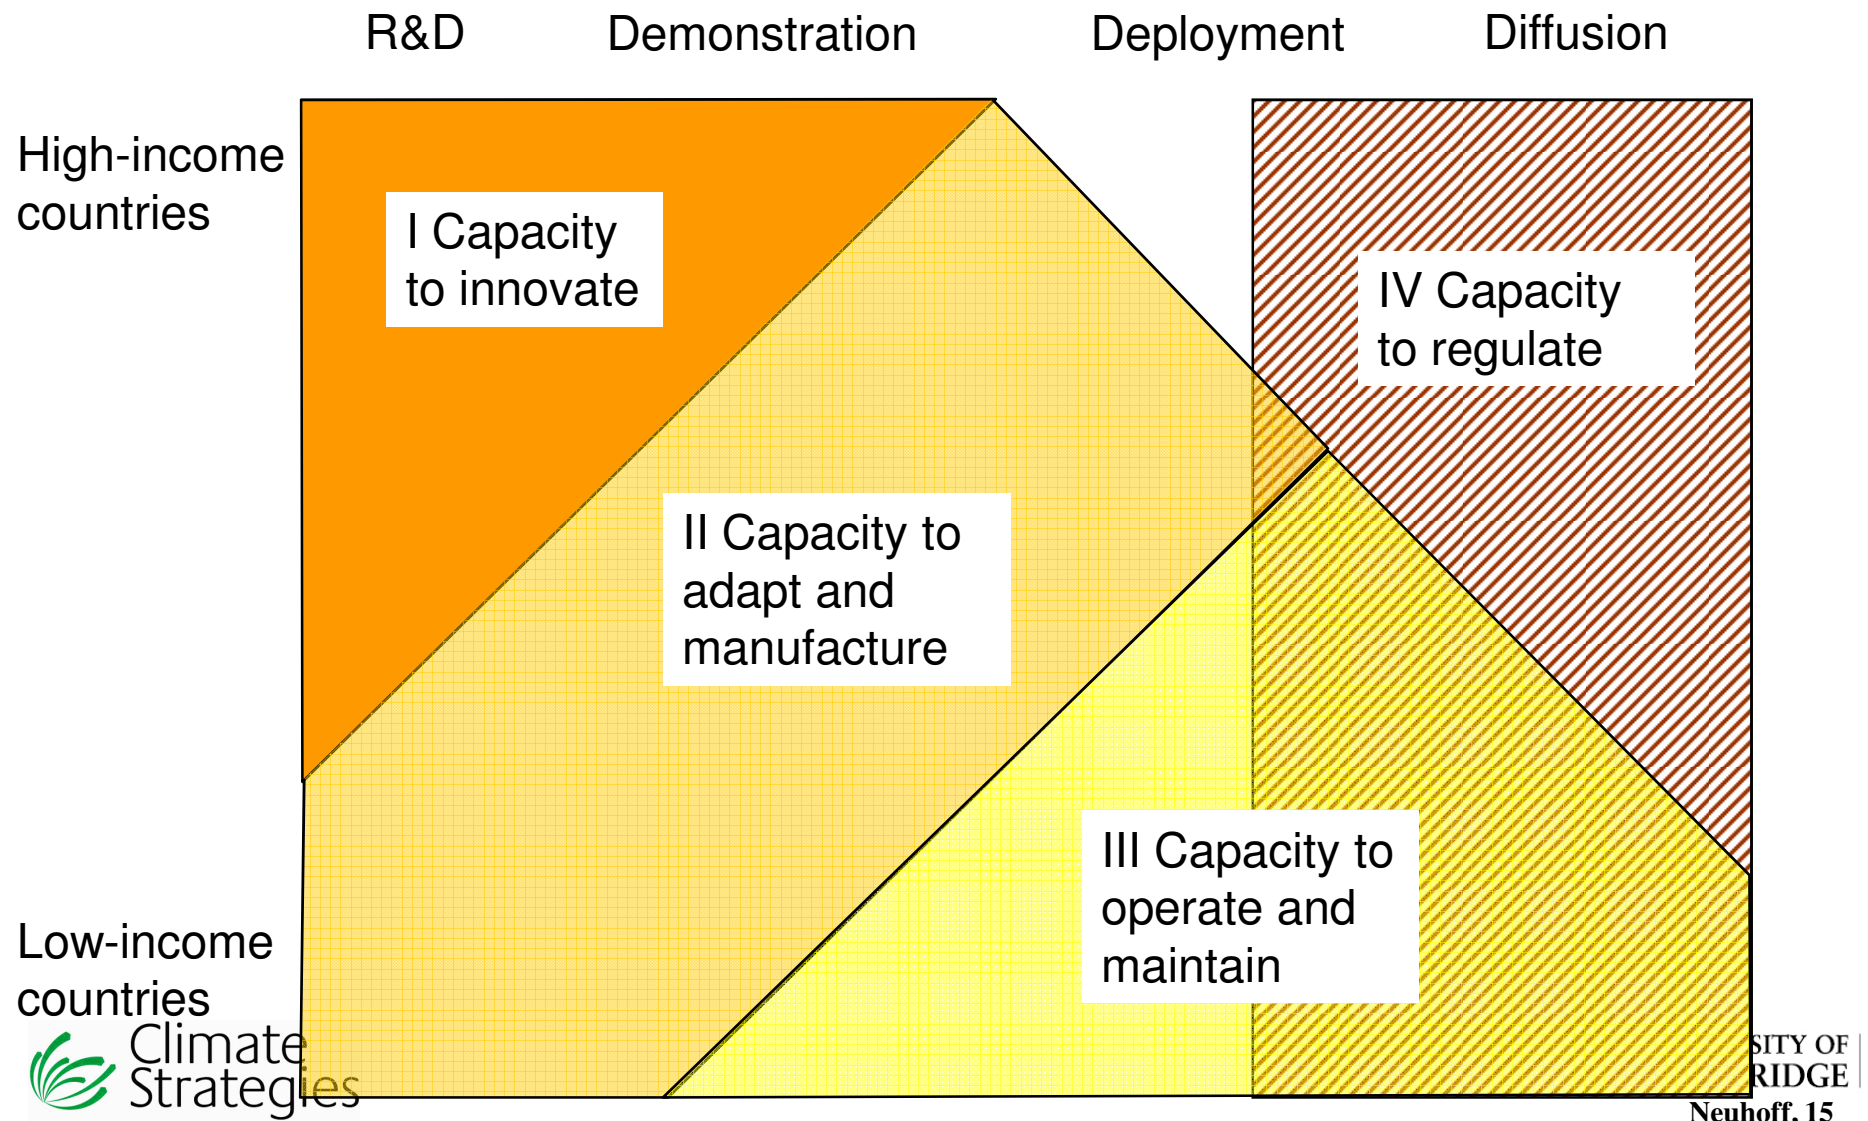 R&D Demonstration Deployment Diffusion
High-income
countries
I Capacity
to innovate
IV Capacity
to regulate
II Capacity to
adapt and
manufacture
III Capacity to
operate and
maintain
Low-income
countries
Climate
Strategies
SITY OF
RIDGE
Neuhoff, 15